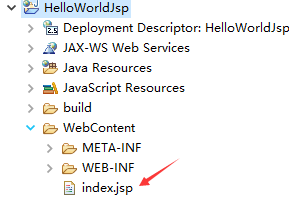 HelloWorldJsp
Deployment Descriptor: HelloWorldJsp
JAX-WS Web Services
Java Resources
JavaScript Resources
build
WebContent
META-INF
WEB-INF
index.jsp